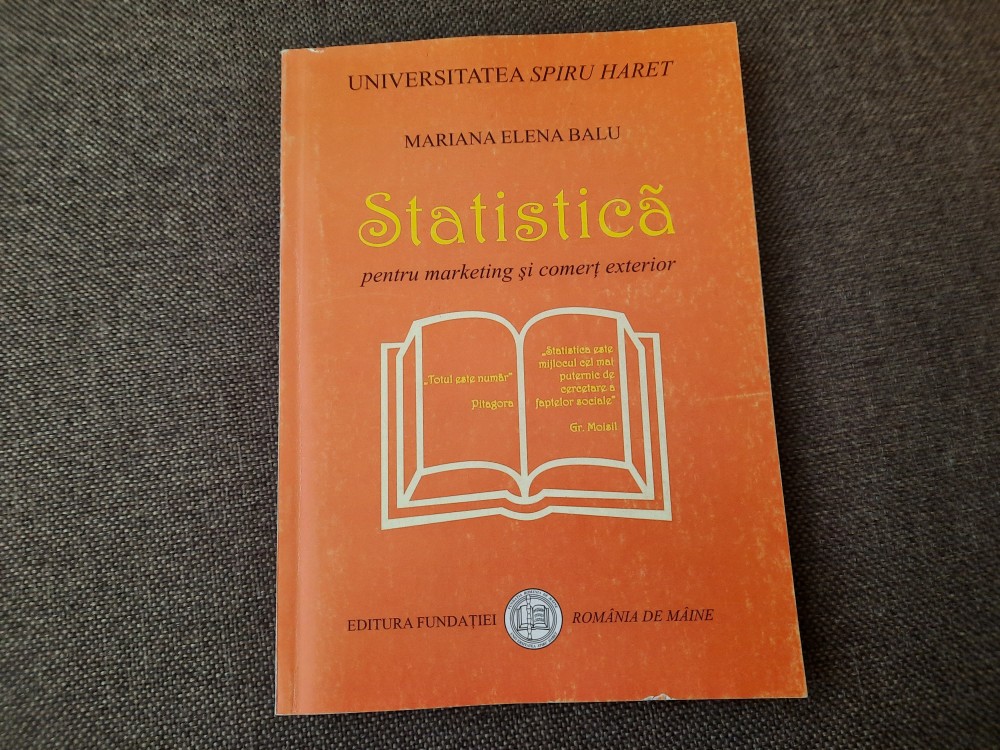 UNIVERSITATEA SPIRU HARET
MARIANA ELENA BALU
Statistică
pentru marketing şi comerţ exterior
„Totul este număr”
Pitagora
„Statistica este
mijlocul cel mai
puternic de
cercetare a
faptelor sociale”
Gr. Moisil
EDITURA FUNDAŢIEI ROMÂNIA DE MÂINE